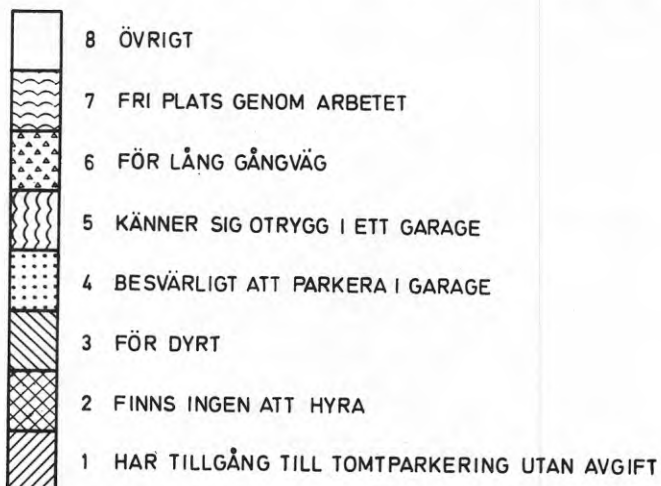 8 ÖVRIGT
7 FRI PLATS GENOM ARBETET
6 FÖR LÅNG GÅNGVÄG
5 KÄNNER SIG OTRYGG I ETT GARAGE
4 BESVÄRLIGT ATT PARKERA I GARAGE
3 FÖR DYRT
2 FINNS INGEN ATT HYRA
1 HAR TILLGÅNG TILL TOMTPARKERING UTAN AVGIFT